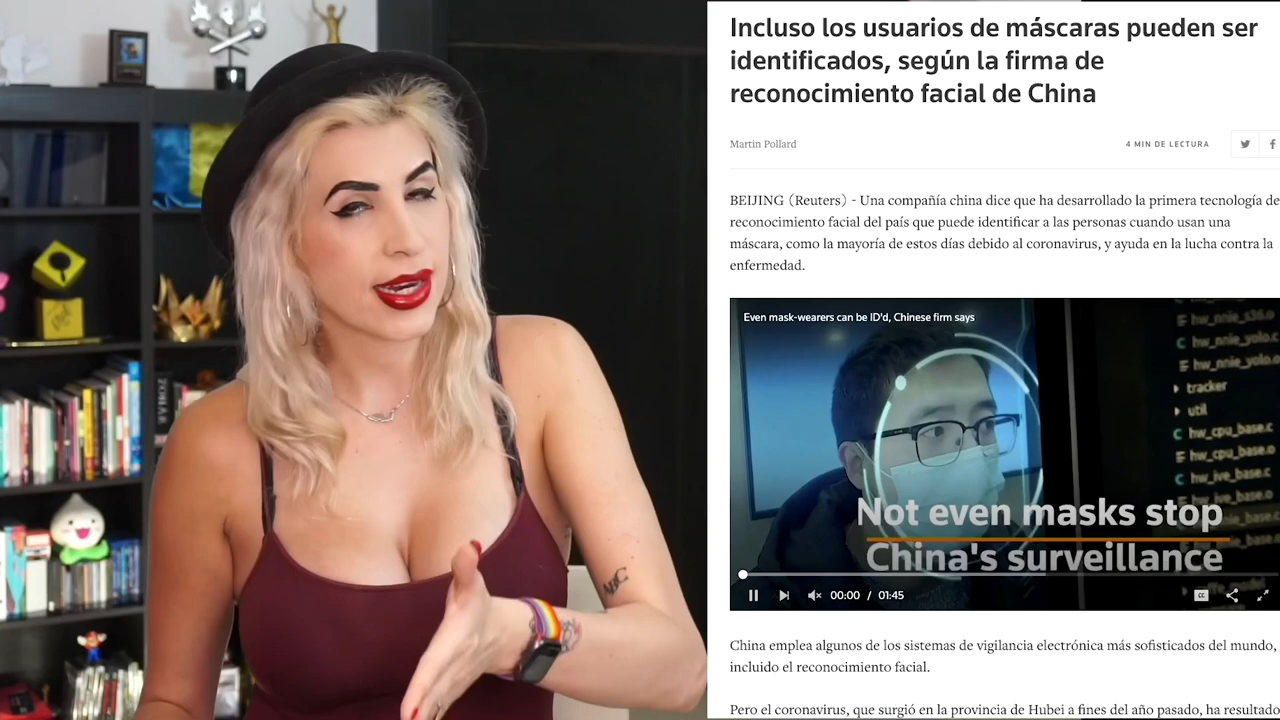 Incluso los usuarios de máscaras pueden ser
identificados, según la firma de
reconocimiento facial de China
Martin Pollard
4 MIN DE LECTURA
BEIJING (Reuters) - Una compañía china dice que ha desarrollado la primera tecnología de
reconocimiento facial del país que puede identificar a las personas cuando usan una
máscara, como la mayoría de estos días debido al coronavirus, y ayuda en la lucha contra la
enfermedad.
Even mask-wearers can be ID'd, Chinese firm says
hw_nnie_yolo.c
tracker
util
hw_cpu_base.c
hw_cpu_base.o
hw_ive_base.c
Not even masks stop
China's surveillance
00:00 / 01:45
CC
China emplea algunos de los sistemas de vigilancia electrónica más sofisticados del mundo,
incluido el reconocimiento facial.
Pero el coronavirus, que surgió en la provincia de Hubei a fines del año pasado, ha resultado
ABC